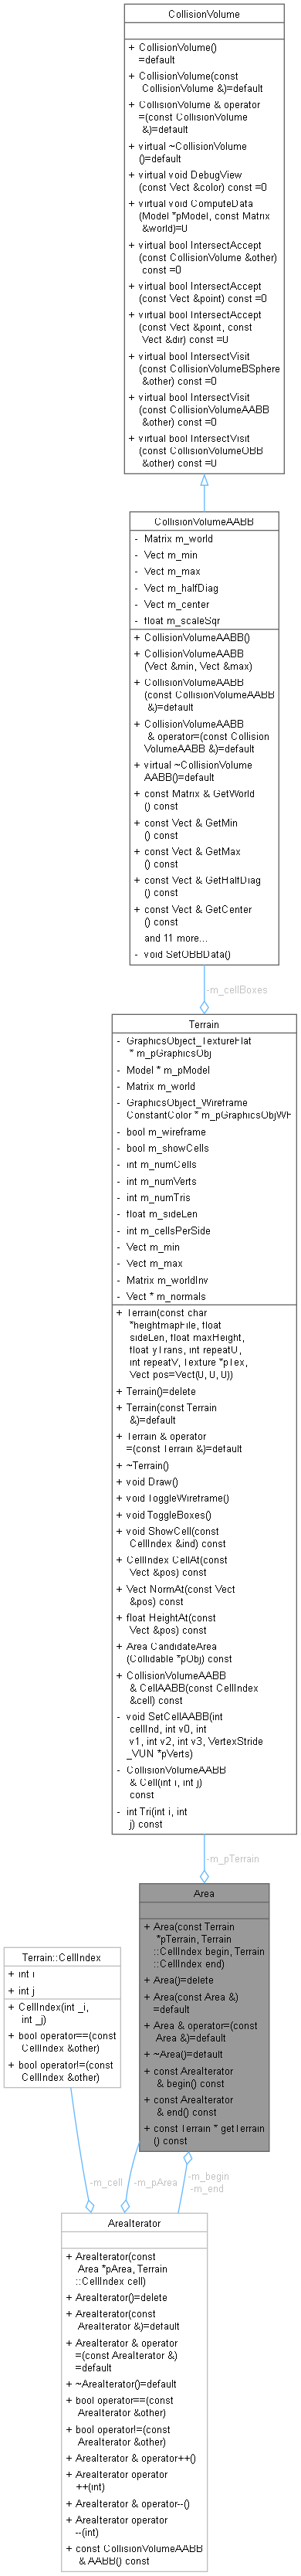 CollisionVolume
+ CollisionVolume()
=default
+ CollisionVolume(const
CollisionVolume &)=default
+ CollisionVolume & operator
=(const CollisionVolume
&)=default
+ virtual ~CollisionVolume
()=default
+ virtual void DebugView
(const Vect &color) const =0
+ virtual void ComputeData
(Model *pModel, const Matrix
&world)=0
+ virtual bool IntersectAccept
(const CollisionVolume &other)
const =0
+ virtual bool IntersectAccept
(const Vect &point) const =0
+ virtual bool IntersectAccept
(const Vect &point, const
Vect &dir) const =0
+ virtual bool IntersectVisit
(const CollisionVolumeBSphere
&other) const =0
+ virtual bool IntersectVisit
(const CollisionVolumeAABB
&other) const =0
+ virtual bool IntersectVisit
(const CollisionVolumeOBB
&other) const =0
CollisionVolumeAABB
- Matrix m_world
- Vect m_min
- Vect m_max
- Vect m_halfDiag
- Vect m_center
- float m_scaleSqr
+ CollisionVolumeAABB()
+ CollisionVolumeAABB
(Vect &min, Vect &max)
+ CollisionVolumeAABB
(const CollisionVolumeAABB
&)=default
+ CollisionVolumeAABB
& operator=(const Collision
VolumeAABB &)=default
+ virtual ~CollisionVolume
AABB()=default
+ const Matrix & GetWorld
() const
+ const Vect & GetMin
() const
+ const Vect & GetMax
() const
+ const Vect & GetHalfDiag
() const
+ const Vect & GetCenter
() const
and 11 more...
- void SetOBBData()
-m_cellBoxes
Terrain
- GraphicsObject_TextureFlat
* m_pGraphicsObj
- Model * m_pModel
- Matrix m_world
- GraphicsObject_Wireframe
ConstantColor * m_pGraphicsObjWF
- bool m_wireframe
- bool m_showCells
- int m_numCells
- int m_numVerts
- int m_numTris
- float m_sideLen
- int m_cellsPerSide
- Vect m_min
- Vect m_max
- Matrix m_worldInv
- Vect * m_normals
+ Terrain(const char
*heightmapFile, float
sideLen, float maxHeight,
float yTrans, int repeatU,
int repeatV, Texture *pTex,
Vect pos=Vect(0, 0, 0))
+ Terrain()=delete
+ Terrain(const Terrain
&)=default
+ Terrain & operator
=(const Terrain &)=default
+ ~Terrain()
+ void Draw()
+ void ToggleWireframe()
+ void ToggleBoxes()
+ void ShowCell(const
CellIndex &ind) const
+ CellIndex CellAt(const
Vect &pos) const
+ Vect NormAt(const Vect
&pos) const
+ float HeightAt(const
Vect &pos) const
+ Area CandidateArea
(Collidable *pObj) const
+ CollisionVolumeAABB
& CellAABB(const CellIndex
&cell) const
- void SetCellAABB(int
cellInd, int v0, int
v1, int v2, int v3, VertexStride
_VUN *pVerts)
- CollisionVolumeAABB
& Cell(int i, int j)
const
- int Tri(int i, int
j) const
-m_pTerrain
Area
+ Area(const Terrain
*pTerrain, Terrain
::CellIndex begin, Terrain
::CellIndex end)
+ Area()=delete
+ Area(const Area &)
=default
+ Area & operator=(const
Area &)=default
+ ~Area()=default
+ const AreaIterator
& begin() const
+ const AreaIterator
& end() const
+ const Terrain * getTerrain
() const
Terrain::CellIndex
+ int i
+ int j
+ CellIndex(int _i,
int _j)
+ bool operator==(const
CellIndex &other)
+ bool operator!=(const
CellIndex &other)
-m_cell
-m_pArea
-m_begin
-m_end
AreaIterator
+ AreaIterator(const
Area *pArea, Terrain
::CellIndex cell)
+ AreaIterator()=delete
+ AreaIterator(const
AreaIterator &)=default
+ AreaIterator & operator
=(const AreaIterator &)
=default
+ ~AreaIterator()=default
+ bool operator==(const
AreaIterator &other)
+ bool operator!=(const
AreaIterator &other)
+ AreaIterator & operator++()
+ AreaIterator operator
++(int)
+ AreaIterator & operator--()
+ AreaIterator operator
--(int)
+ const CollisionVolumeAABB
& AABB() const